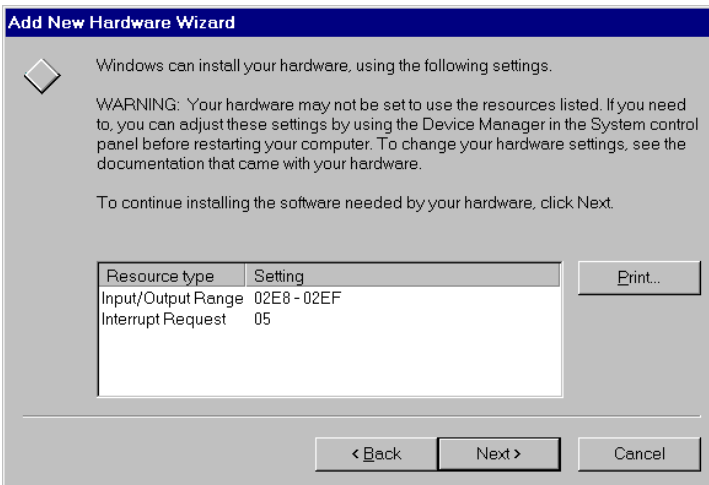 Add New Hardware Wizard
Windows can install your hardware, using the following settings.
WARNING: Your hardware may not be set to use the resources listed. If you need
to, you can adjust these settings by using the Device Manager in the System control
panel before restarting your computer. To change your hardware settings, see the
documentation that came with your hardware.
To continue installing the software needed by your hardware, click Next.
Resource type Setting
Input/Output Range 02E8 - 02EF
Interrupt Request 05
Print...
< Back Next > Cancel